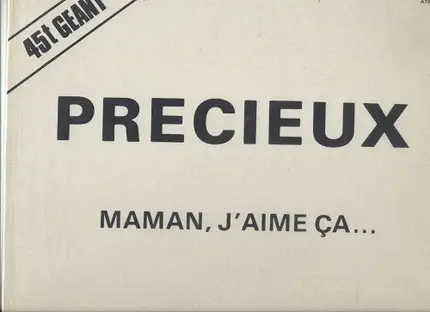 45t GEANT
PRECIEUX
MAMAN, J'AIME ÇA...